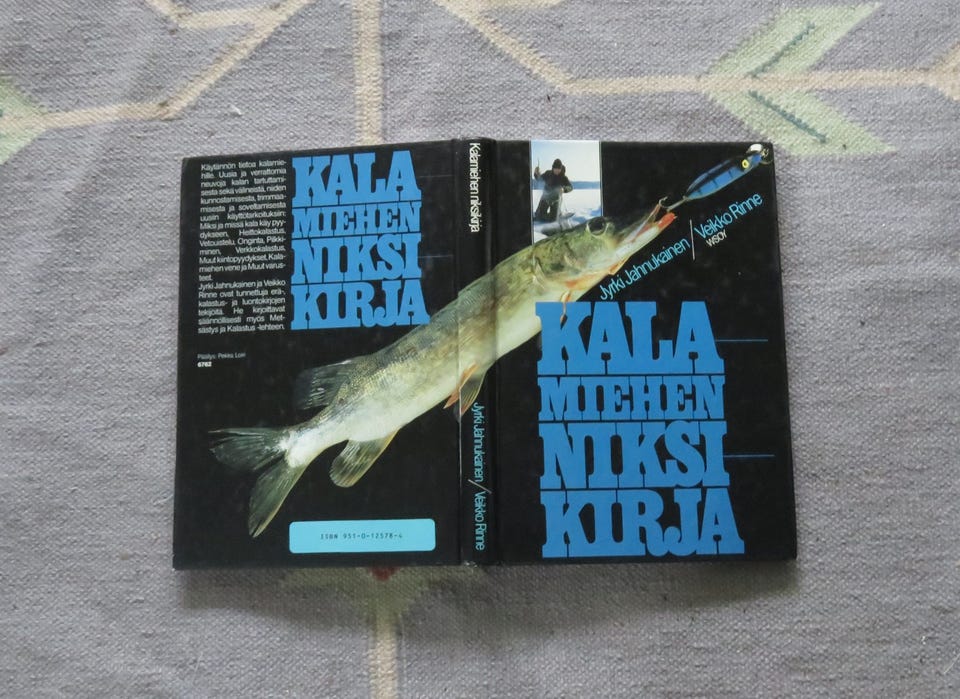 Käytännön tietoa kalamie-
hille. Uusia ja verrattomia
neuvoja kalan tartuttami-
sesta sekä välineistä, niiden
kunnostamisesta, trimmaa-
misesta ja soveltamisesta
uusiin käyttötarkoituksiin:
Miksi ja missä kala käy pyy-
dykseen, Heittokalastus,
Vetouistelu, Onginta, Pilkki-
minen, Verkkokalastus,
Muut kiintopyydykset, Kala-
miehen vene ja Muut varus-
teet.
Jyrki Jahnukainen ja Veikko
Rinne ovat tunnettuja erä-,
kalastus- ja luontokirjojen
tekijöitä. He kirjoittavat
säännöllisesti myös Met-
sästys ja Kalastus -lehteen.
Päällys: Pekka Loiri
6762
KALA
MIEHEN
NIKSI
KIRJA
ISBN 951-0-12578-4
Kalamiehen niksikirja
Jyrki Jahnukainen/Veikko Rinne
Jyrki Jahnukainen/Veikko Rinne
WSOY
KALA
MIEHEN
NIKSI
KIRJA